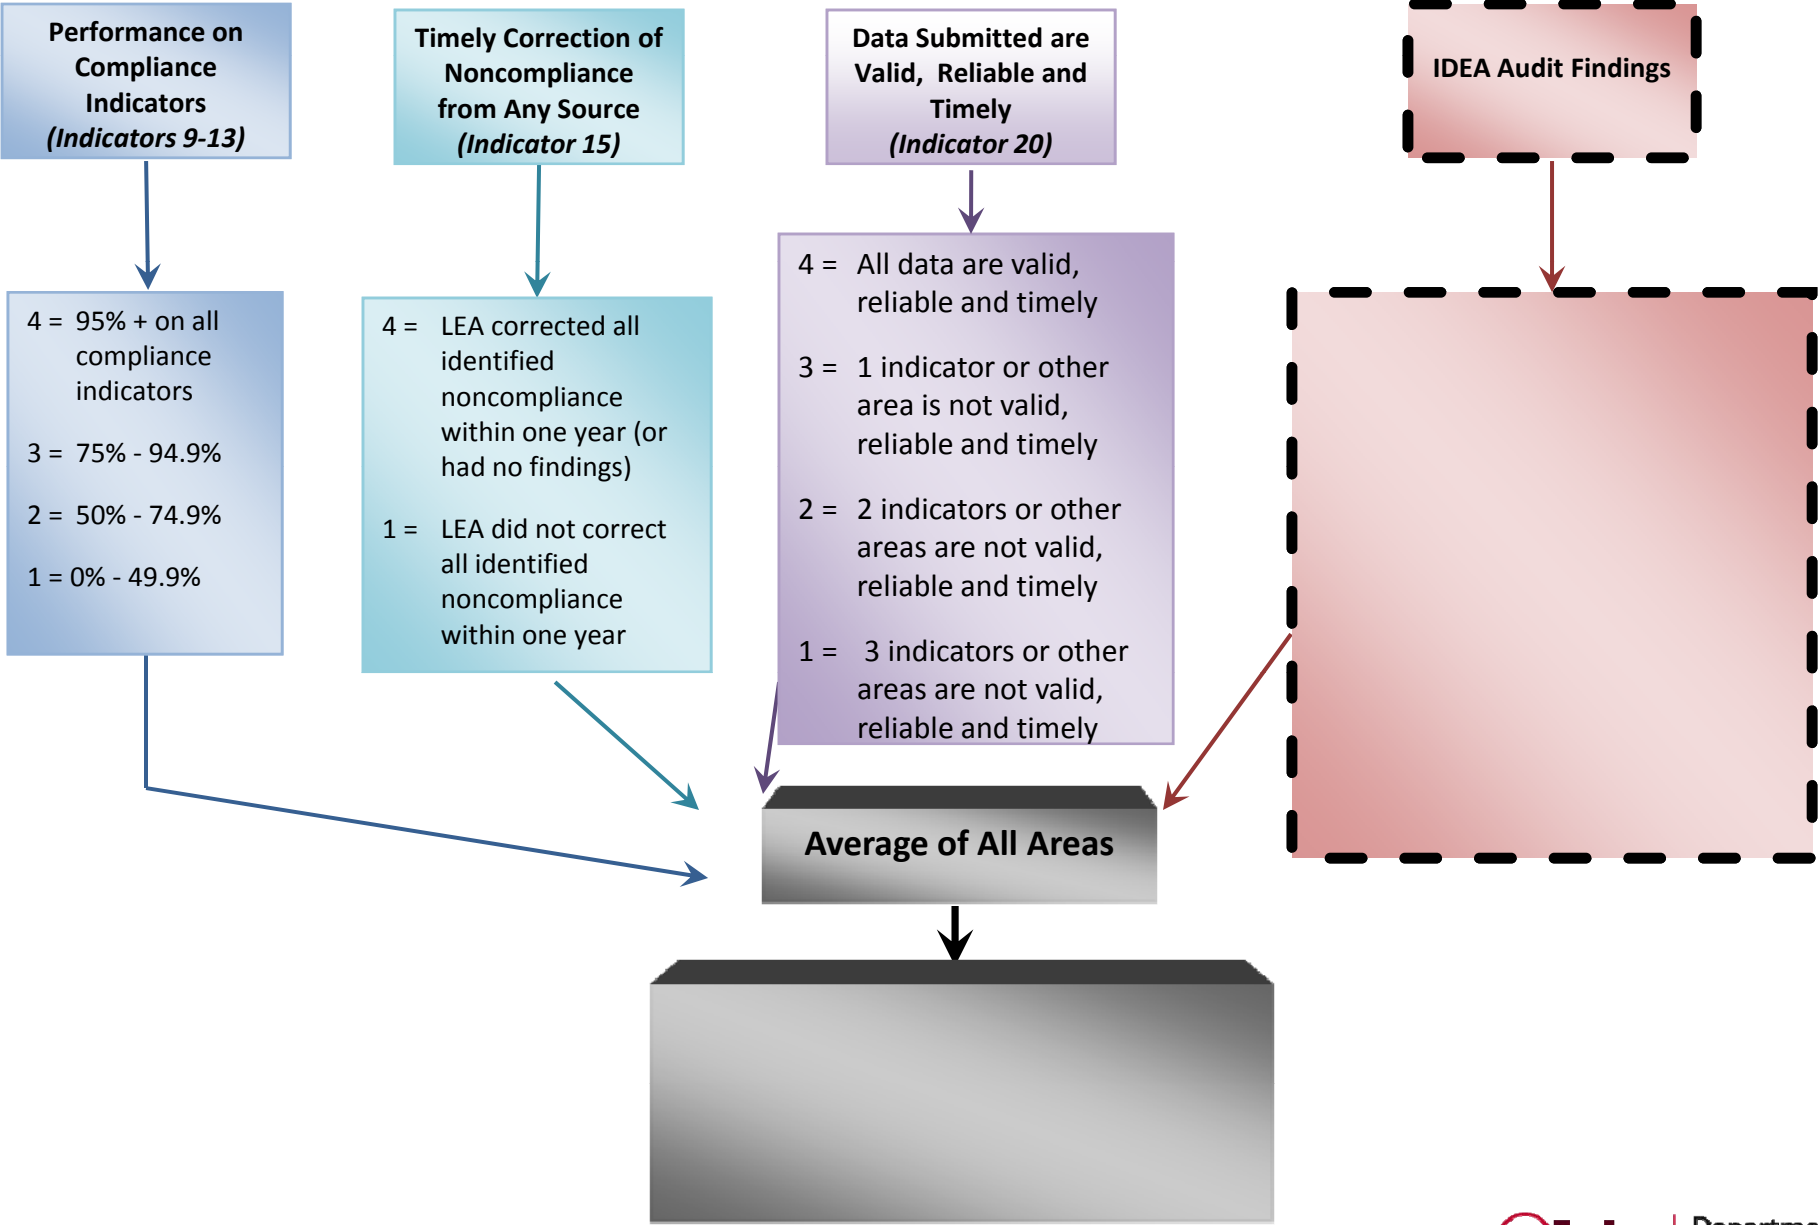 Performance on
Compliance
Indicators
(Indicators 9-13)
Timely Correction of
Noncompliance
from Any Source
(Indicator 15)
Data Submitted are
Valid, Reliable and
Timely
(Indicator 20)
IDEA Audit Findings
4 = 95% + on all
compliance
indicators
3 = 75% - 94.9%
2 = 50% - 74.9%
1 = 0% - 49.9%
4 = LEA corrected all
identified
noncompliance
within one year (or
had no findings)
1 = LEA did not correct
all identified
noncompliance
within one year
4 = All data are valid,
reliable and timely
3 = 1 indicator or other
area is not valid,
reliable and timely
2 = 2 indicators or other
areas are not valid,
reliable and timely
1 = 3 indicators or other
areas are not valid,
reliable and timely
Average of All Areas